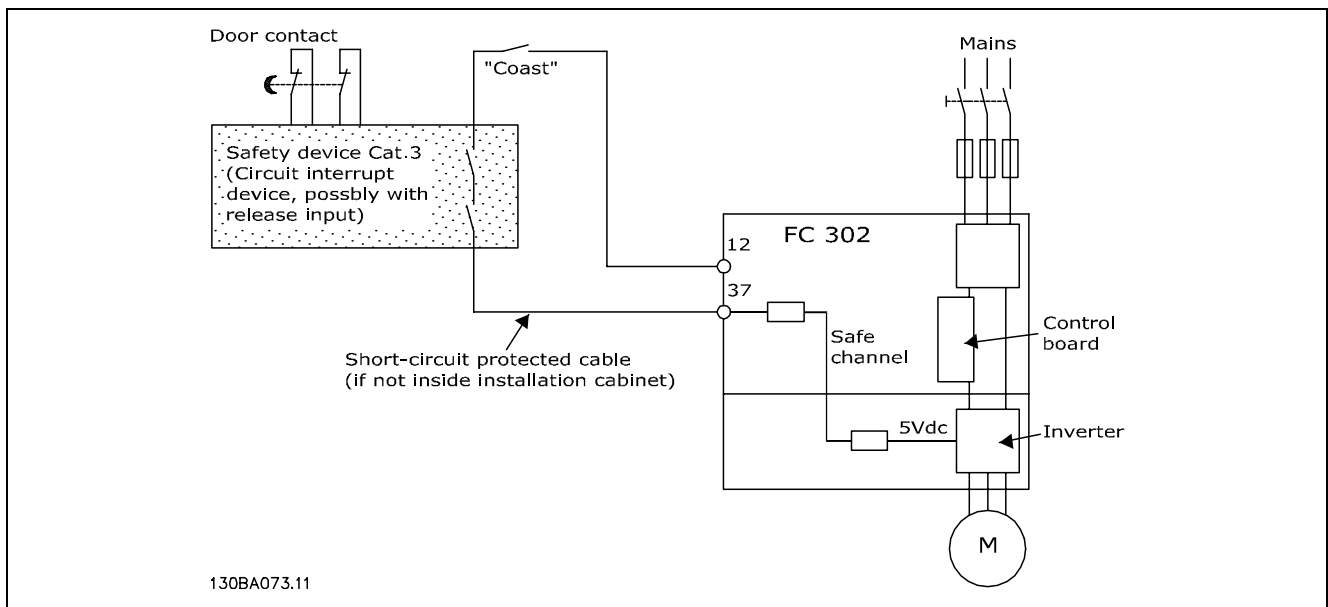 Door contact
"Coast"
Mains
Safety device Cat.3
(Circuit interrupt
device, possbly with
release input)
FC 302
12
37
Safe
channel
Control
board
Short-circuit protected cable
(if not inside installation cabinet)
5Vdc
Inverter
M
130BA073.11